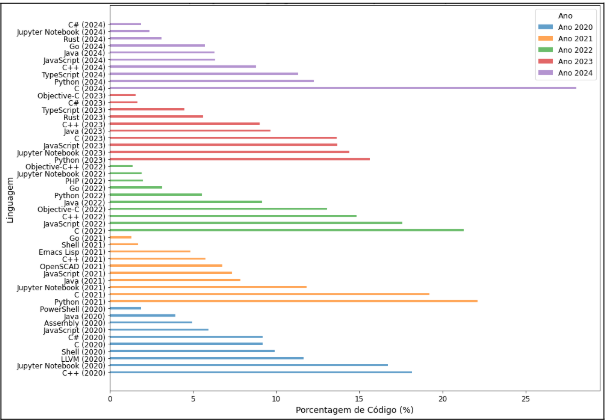 C# (2024)
Jupyter Notebook (2024)
Rust (2024)
Go (2024)
Java (2024)
JavaScript (2024)
C++ (2024)
TypeScript (2024)
Python (2024)
C (2024)
Objective-C (2023)
C# (2023)
TypeScript (2023)
Rust (2023)
C++ (2023)
Java (2023)
C (2023)
JavaScript (2023)
Jupyter Notebook (2023)
Python (2023)
Objective-C++ (2022)
Jupyter Notebook (2022)
PHP (2022)
Go (2022)
Python (2022)
Java (2022)
Objective-C (2022)
C++ (2022)
JavaScript (2022)
C (2022)
Go (2021)
Shell (2021)
Emacs Lisp (2021)
C++ (2021)
OpenSCAD (2021)
JavaScript (2021)
Java (2021)
Jupyter Notebook (2021)
C (2021)
Python (2021)
PowerShell (2020)
Java (2020)
Assembly (2020)
JavaScript (2020)
C# (2020)
C (2020)
Shell (2020)
LLVM (2020)
Jupyter Notebook (2020)
C++ (2020)
Linguagem
0 5 10 15 20 25
Porcentagem de Código (%)
Ano
Ano 2020
Ano 2021
Ano 2022
Ano 2023
Ano 2024